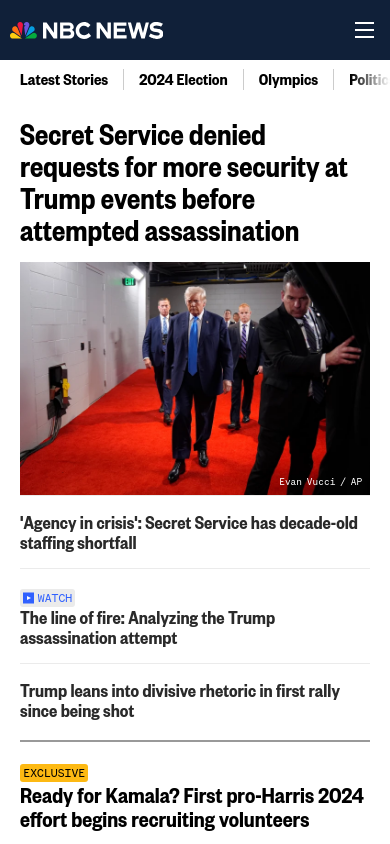 NBC NEWS
Latest Stories
2024 Election
Olympics
Politic
Secret Service denied
requests for more security at
Trump events before
attempted assassination
EXIT
Evan Vucci / AP
'Agency in crisis': Secret Service has decade-old
staffing shortfall
WATCH
The line of fire: Analyzing the Trump
assassination attempt
Trump leans into divisive rhetoric in first rally
since being shot
EXCLUSIVE
Ready for Kamala? First pro-Harris 2024
effort begins recruiting volunteers